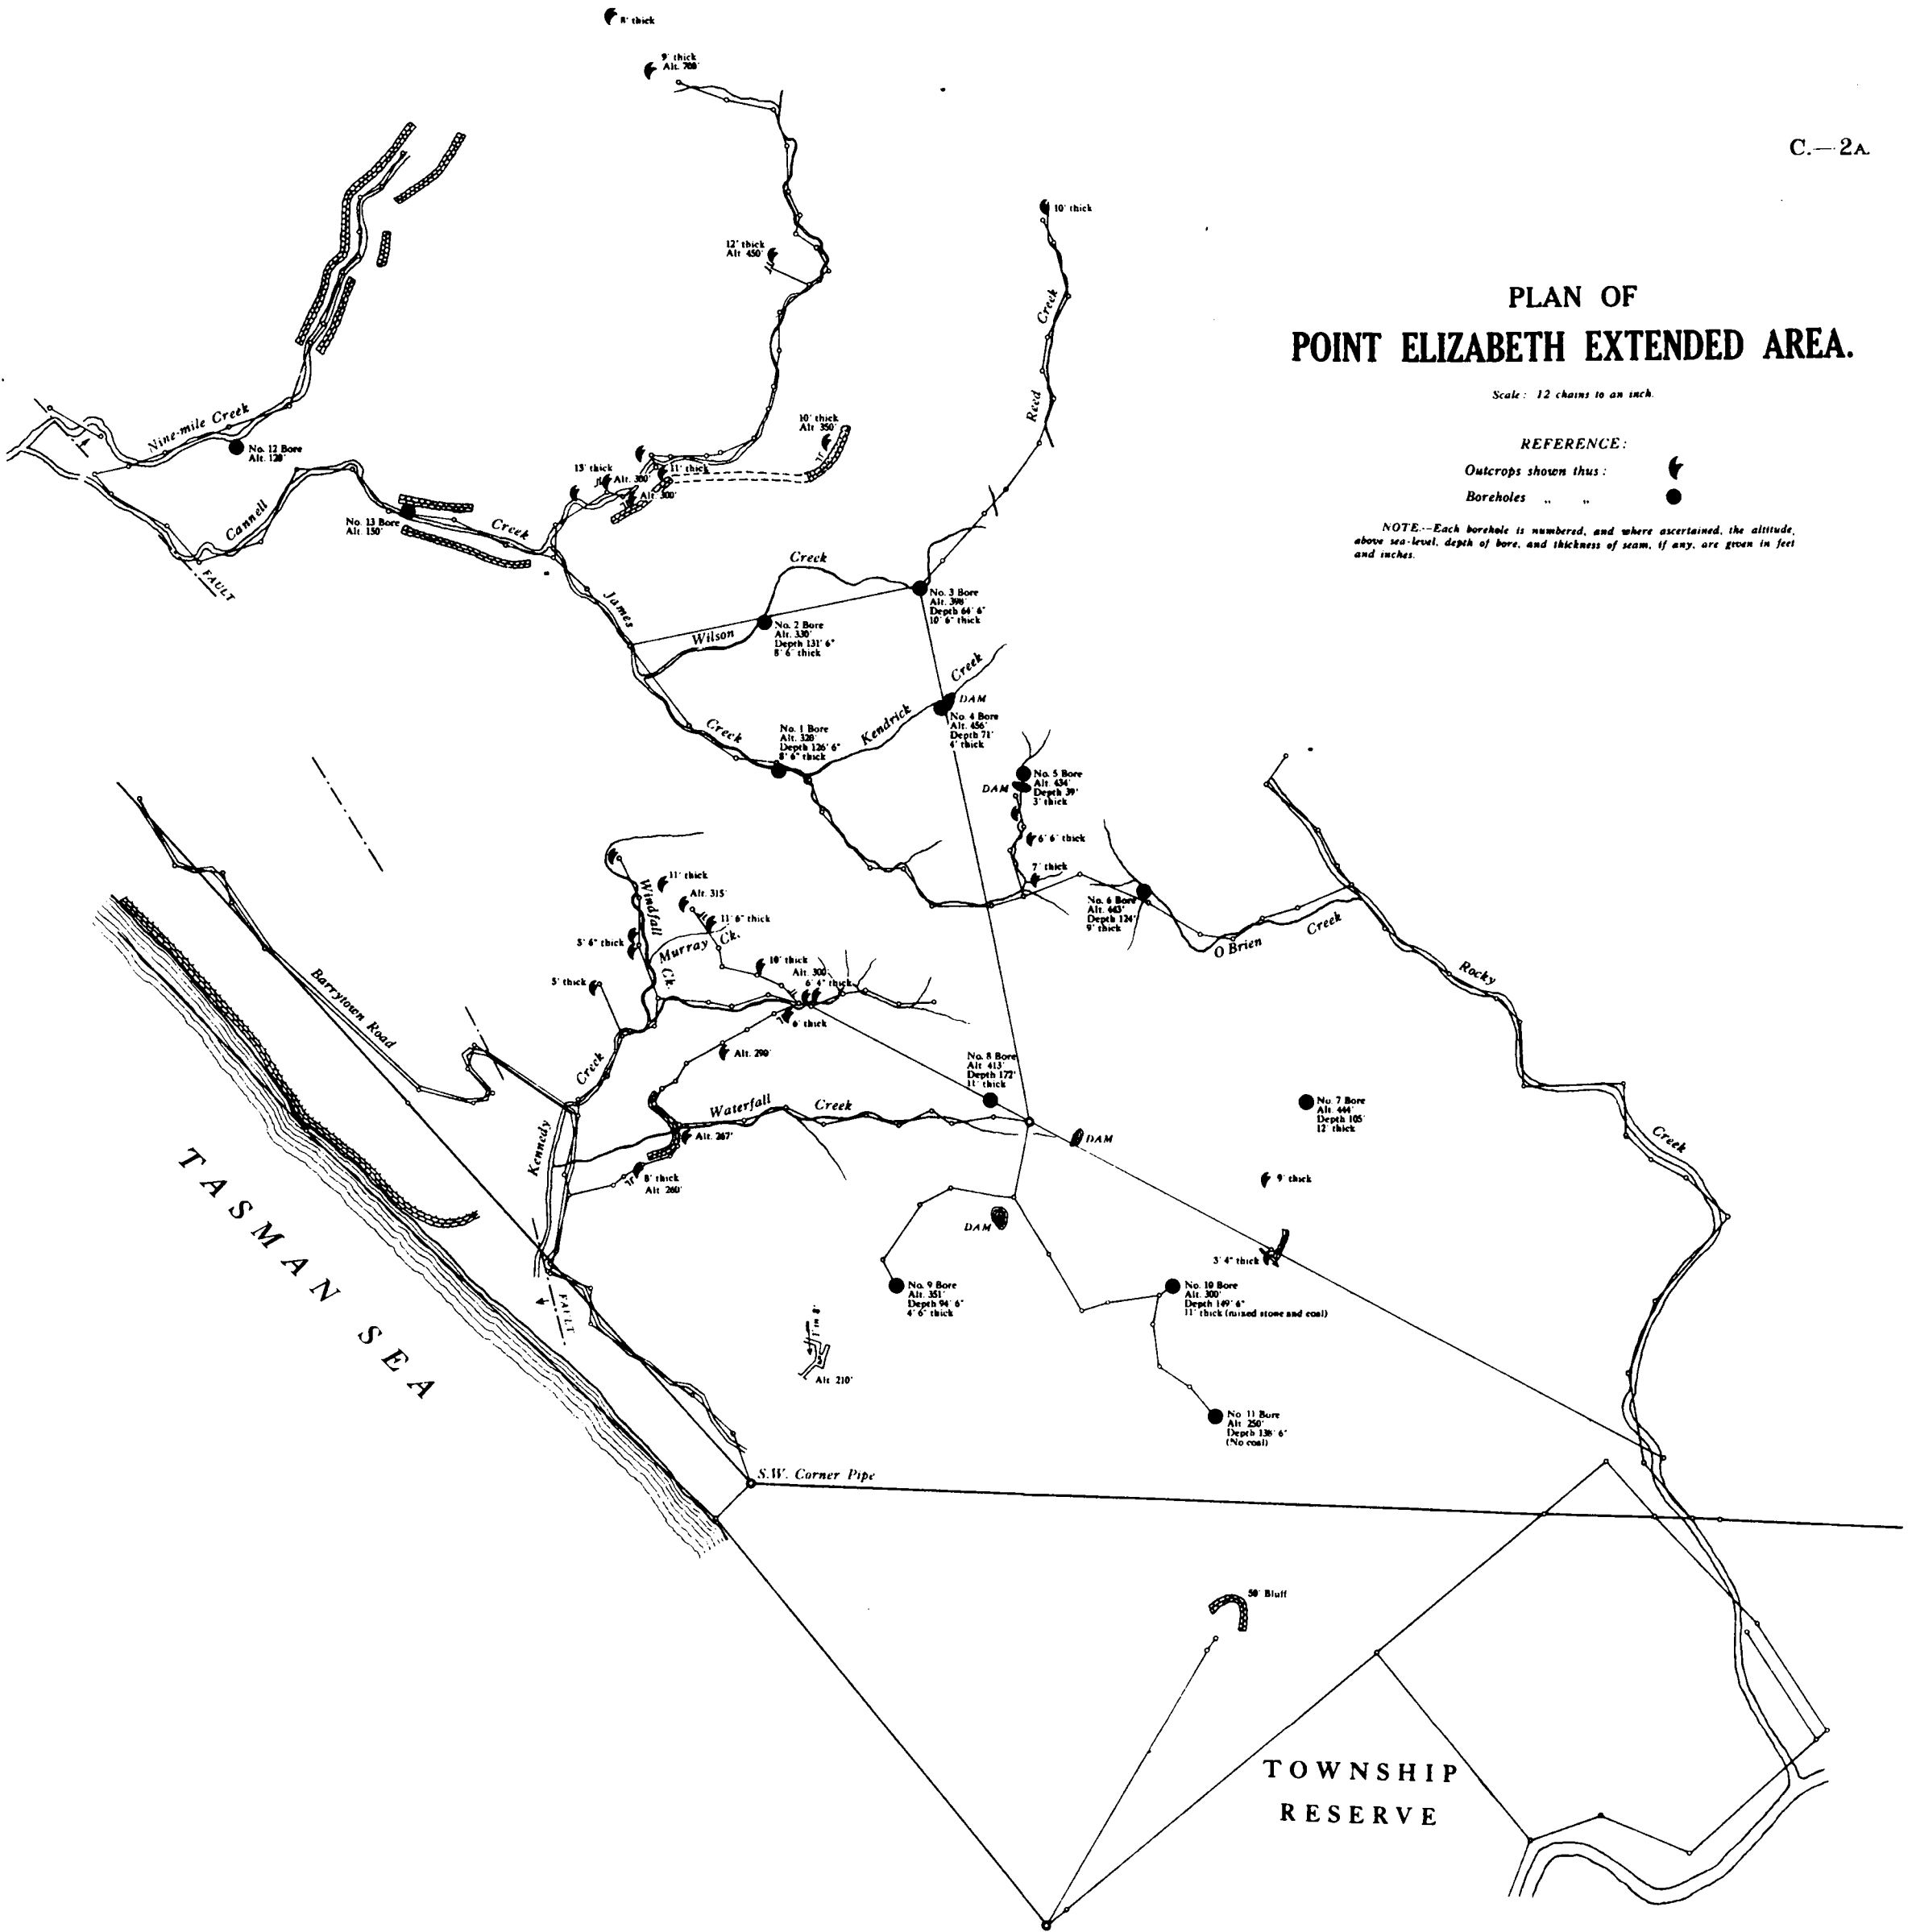 8' thick
9' thick
Alt. 708'
C.—2A.
10' thick
12' thick
Alt 450'
PLAN OF
POINT ELIZABETH EXTENDED AREA.
Scale: 12 chains to an inch.
REFERENCE:
Outcrops shown thus:
Boreholes „ „
NOTE.—Each borehole is numbered, and where ascertained, the altitude,
above sea-level, depth of bore, and thickness of seam, if any, are given in feet
and inches.
Nine-mile Creek
No. 12 Bore
Alt. 128'
Reed Creek
10' thick
Alt 350'
13' thick
11' thick
Alt. 300'
Cannell
No. 13 Bore
Alt. 150'
Creek
FAULT
James
Creek
Wilson
Creek
No. 3 Bore
Alt. 398'
Depth 64' 6"
10' 6" thick
No. 2 Bore
Alt. 330'
Depth 131' 6"
8' 6" thick
Kendrick Creek
DAM
No. 4 Bore
Alt. 456'
Depth 71'
4' thick
No. 1 Bore
Alt. 320'
Depth 126' 6"
8' 6" thick
No. 5 Bore
Alt. 434'
Depth 39'
3' thick
DAM
6' 6" thick
7' thick
No. 6 Bore
Alt. 443'
Depth 124'
9' thick
O'Brien Creek
Rocky
Creek
11' thick
Alt. 315'
11' 6" thick
Windfall
Ck.
Murray Ck.
5' thick
10' thick
Alt. 300'
6' 4" thick
6' thick
Alt. 290'
Barrytown Road
Kennedy
Creek
Waterfall Creek
Alt. 267'
8' thick
Alt 260'
No. 8 Bore
Alt 413'
Depth 172'
11' thick
DAM
No. 7 Bore
Alt. 444'
Depth 105'
12' thick
9' thick
DAM
3' 4" thick
No. 9 Bore
Alt. 351'
Depth 94' 6"
4' 6" thick
No. 10 Bore
Alt. 300'
Depth 149' 6"
11' thick (mixed stone and coal)
FAULT
1' in 8'
Alt 210'
No. 11 Bore
Alt 250'
Depth 138' 6"
(No coal)
TASMAN SEA
S.W. Corner Pipe
50' Bluff
TOWNSHIP
RESERVE